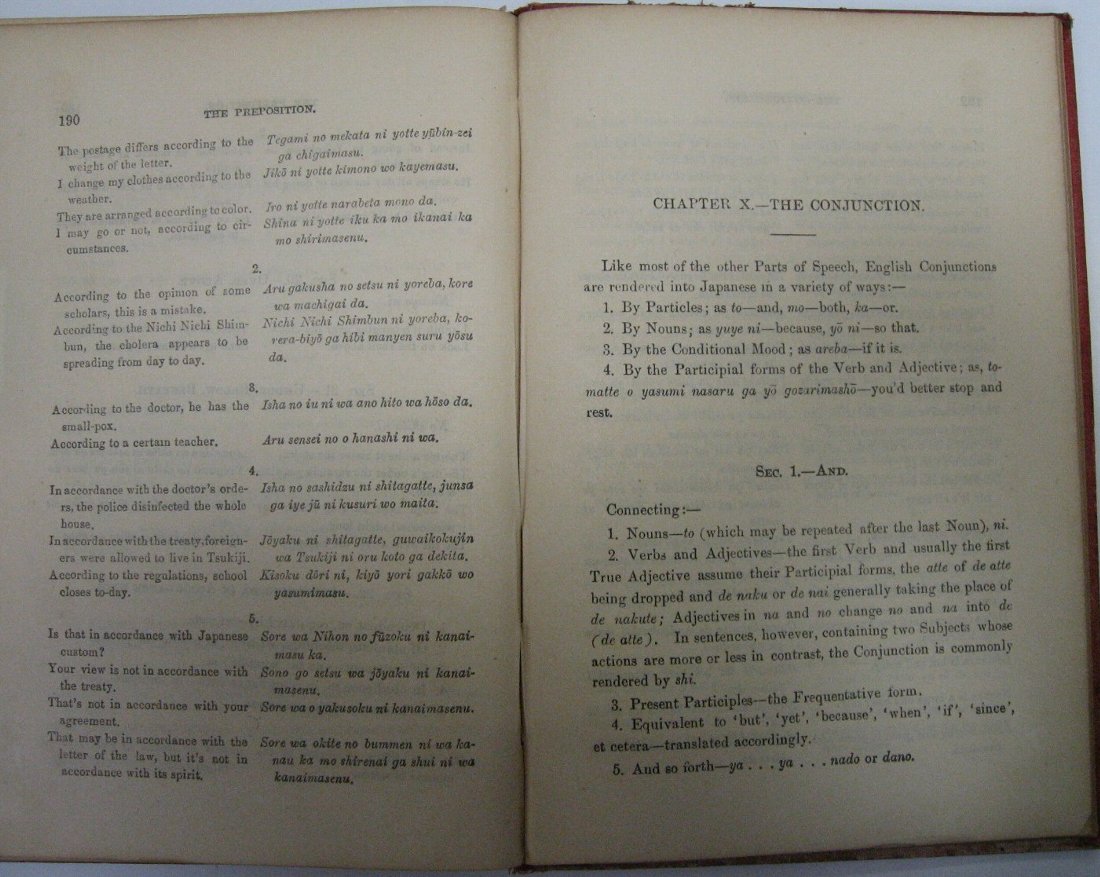 190
THE PREPOSITION.
The postage differs according to the
weight of the letter.
Tegami no mekata ni yotte yūbin-zei
ga chigaimasu.
I change my clothes according to the
weather.
Jikō ni yotte kimono wo kayemasu.
They are arranged according to color.
Iro ni yotte narabeta mono da.
I may go or not, according to cir-
cumstances.
Shina ni yotte iku ka mo ikanai ka
mo shirimasenu.
2.
According to the opinion of some
scholars, this is a mistake.
Aru gakusha no setsu ni yoreba, kore
wa machigai da.
According to the Nichi Nichi Shim-
bun, the cholera appears to be
spreading from day to day.
Nichi Nichi Shimbun ni yoreba, ko-
rera-biyō ga hibi manyen suru yōsu
da.
3.
According to the doctor, he has the
small-pox.
Isha no iu ni wa ano hito wa hōso da.
According to a certain teacher.
Aru sensei no o hanashi ni wa.
4.
In accordance with the doctor's orde-
rs, the police disinfected the whole
house.
Isha no sashidzu ni shitagatte, junsa
ga iye jū ni kusuri wo maita.
In accordance with the treaty, foreign-
ers were allowed to live in Tsukiji.
Jōyaku ni shitagatte, guwaikokujin
wa Tsukiji ni oru koto ga dekita.
According to the regulations, school
closes to-day.
Kisoku dōri ni, kiyō yori gakkō wo
yasumimasu.
5.
Is that in accordance with Japanese
custom?
Sore wa Nihon no fūzoku ni kanai-
masu ka.
Your view is not in accordance with
the treaty.
Sono go setsu wa jōyaku ni kanai-
masenu.
That's not in accordance with your
agreement.
Sore wa o yakusoku ni kanaimasenu.
That may be in accordance with the
letter of the law, but it's not in
accordance with its spirit.
Sore wa okite no bummen ni wa ka-
nau ka mo shirenai ga shui ni wa
kanaimasenu.
CHAPTER X.—THE CONJUNCTION.
Like most of the other Parts of Speech, English Conjunctions
are rendered into Japanese in a variety of ways:—
1. By Particles; as to—and, mo—both, ka—or.
2. By Nouns; as yuye ni—because, yō ni—so that.
3. By the Conditional Mood; as areba—if it is.
4. By the Participial forms of the Verb and Adjective; as, to-
matte o yasumi nasaru ga yō gozarimashō—you'd better stop and
rest.
SEC. 1.—AND.
Connecting:—
1. Nouns—to (which may be repeated after the last Noun), ni.
2. Verbs and Adjectives—the first Verb and usually the first
True Adjective assume their Participial forms, the atte of de atte
being dropped and de naku or de nai generally taking the place of
de nakute; Adjectives in na and no change no and na into de
(de atte). In sentences, however, containing two Subjects whose
actions are more or less in contrast, the Conjunction is commonly
rendered by shi.
3. Present Participles—the Frequentative form.
4. Equivalent to 'but', 'yet', 'because', 'when', 'if', 'since',
et cetera—translated accordingly.
5. And so forth—ya . . . ya . . . nado or dano.